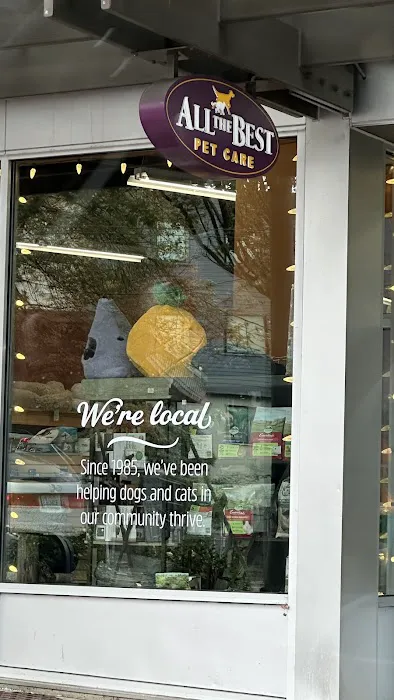 ALL THE BEST
PET CARE
We're local
Since 1985, we've been
helping dogs and cats in
our community thrive.